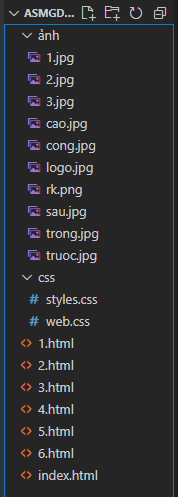 ASMGD...
ảnh
1.jpg
2.jpg
3.jpg
cao.jpg
cong.jpg
logo.jpg
rk.png
sau.jpg
trong.jpg
truoc.jpg
css
styles.css
web.css
1.html
2.html
3.html
4.html
5.html
6.html
index.html